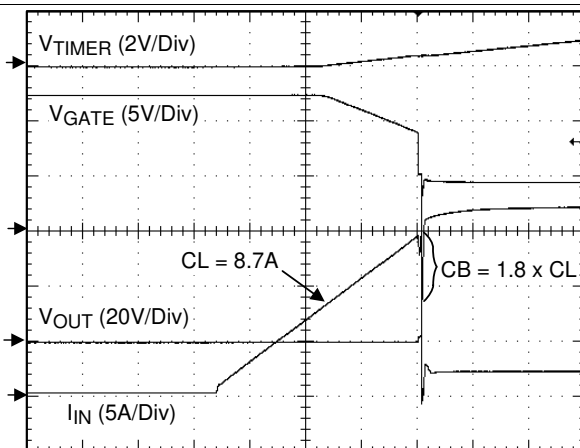 VTIMER (2V/Div)
VGATE (5V/Div)
CL = 8.7A
CB = 1.8 x CL
VOUT (20V/Div)
IIN (5A/Div)